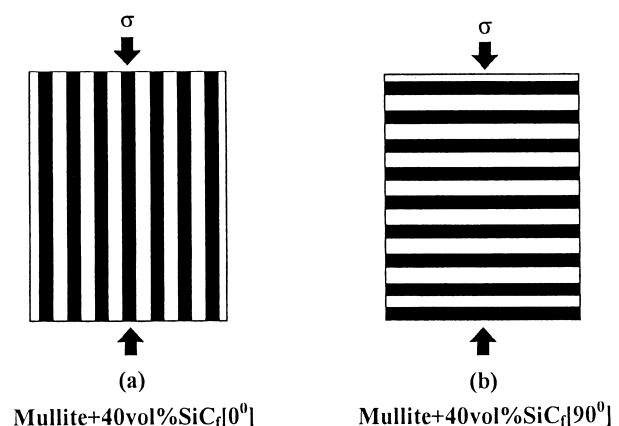 σ
σ
(a)
(b)
Mullite+40vol%SiCf[0⁰]
Mullite+40vol%SiCf[90⁰]